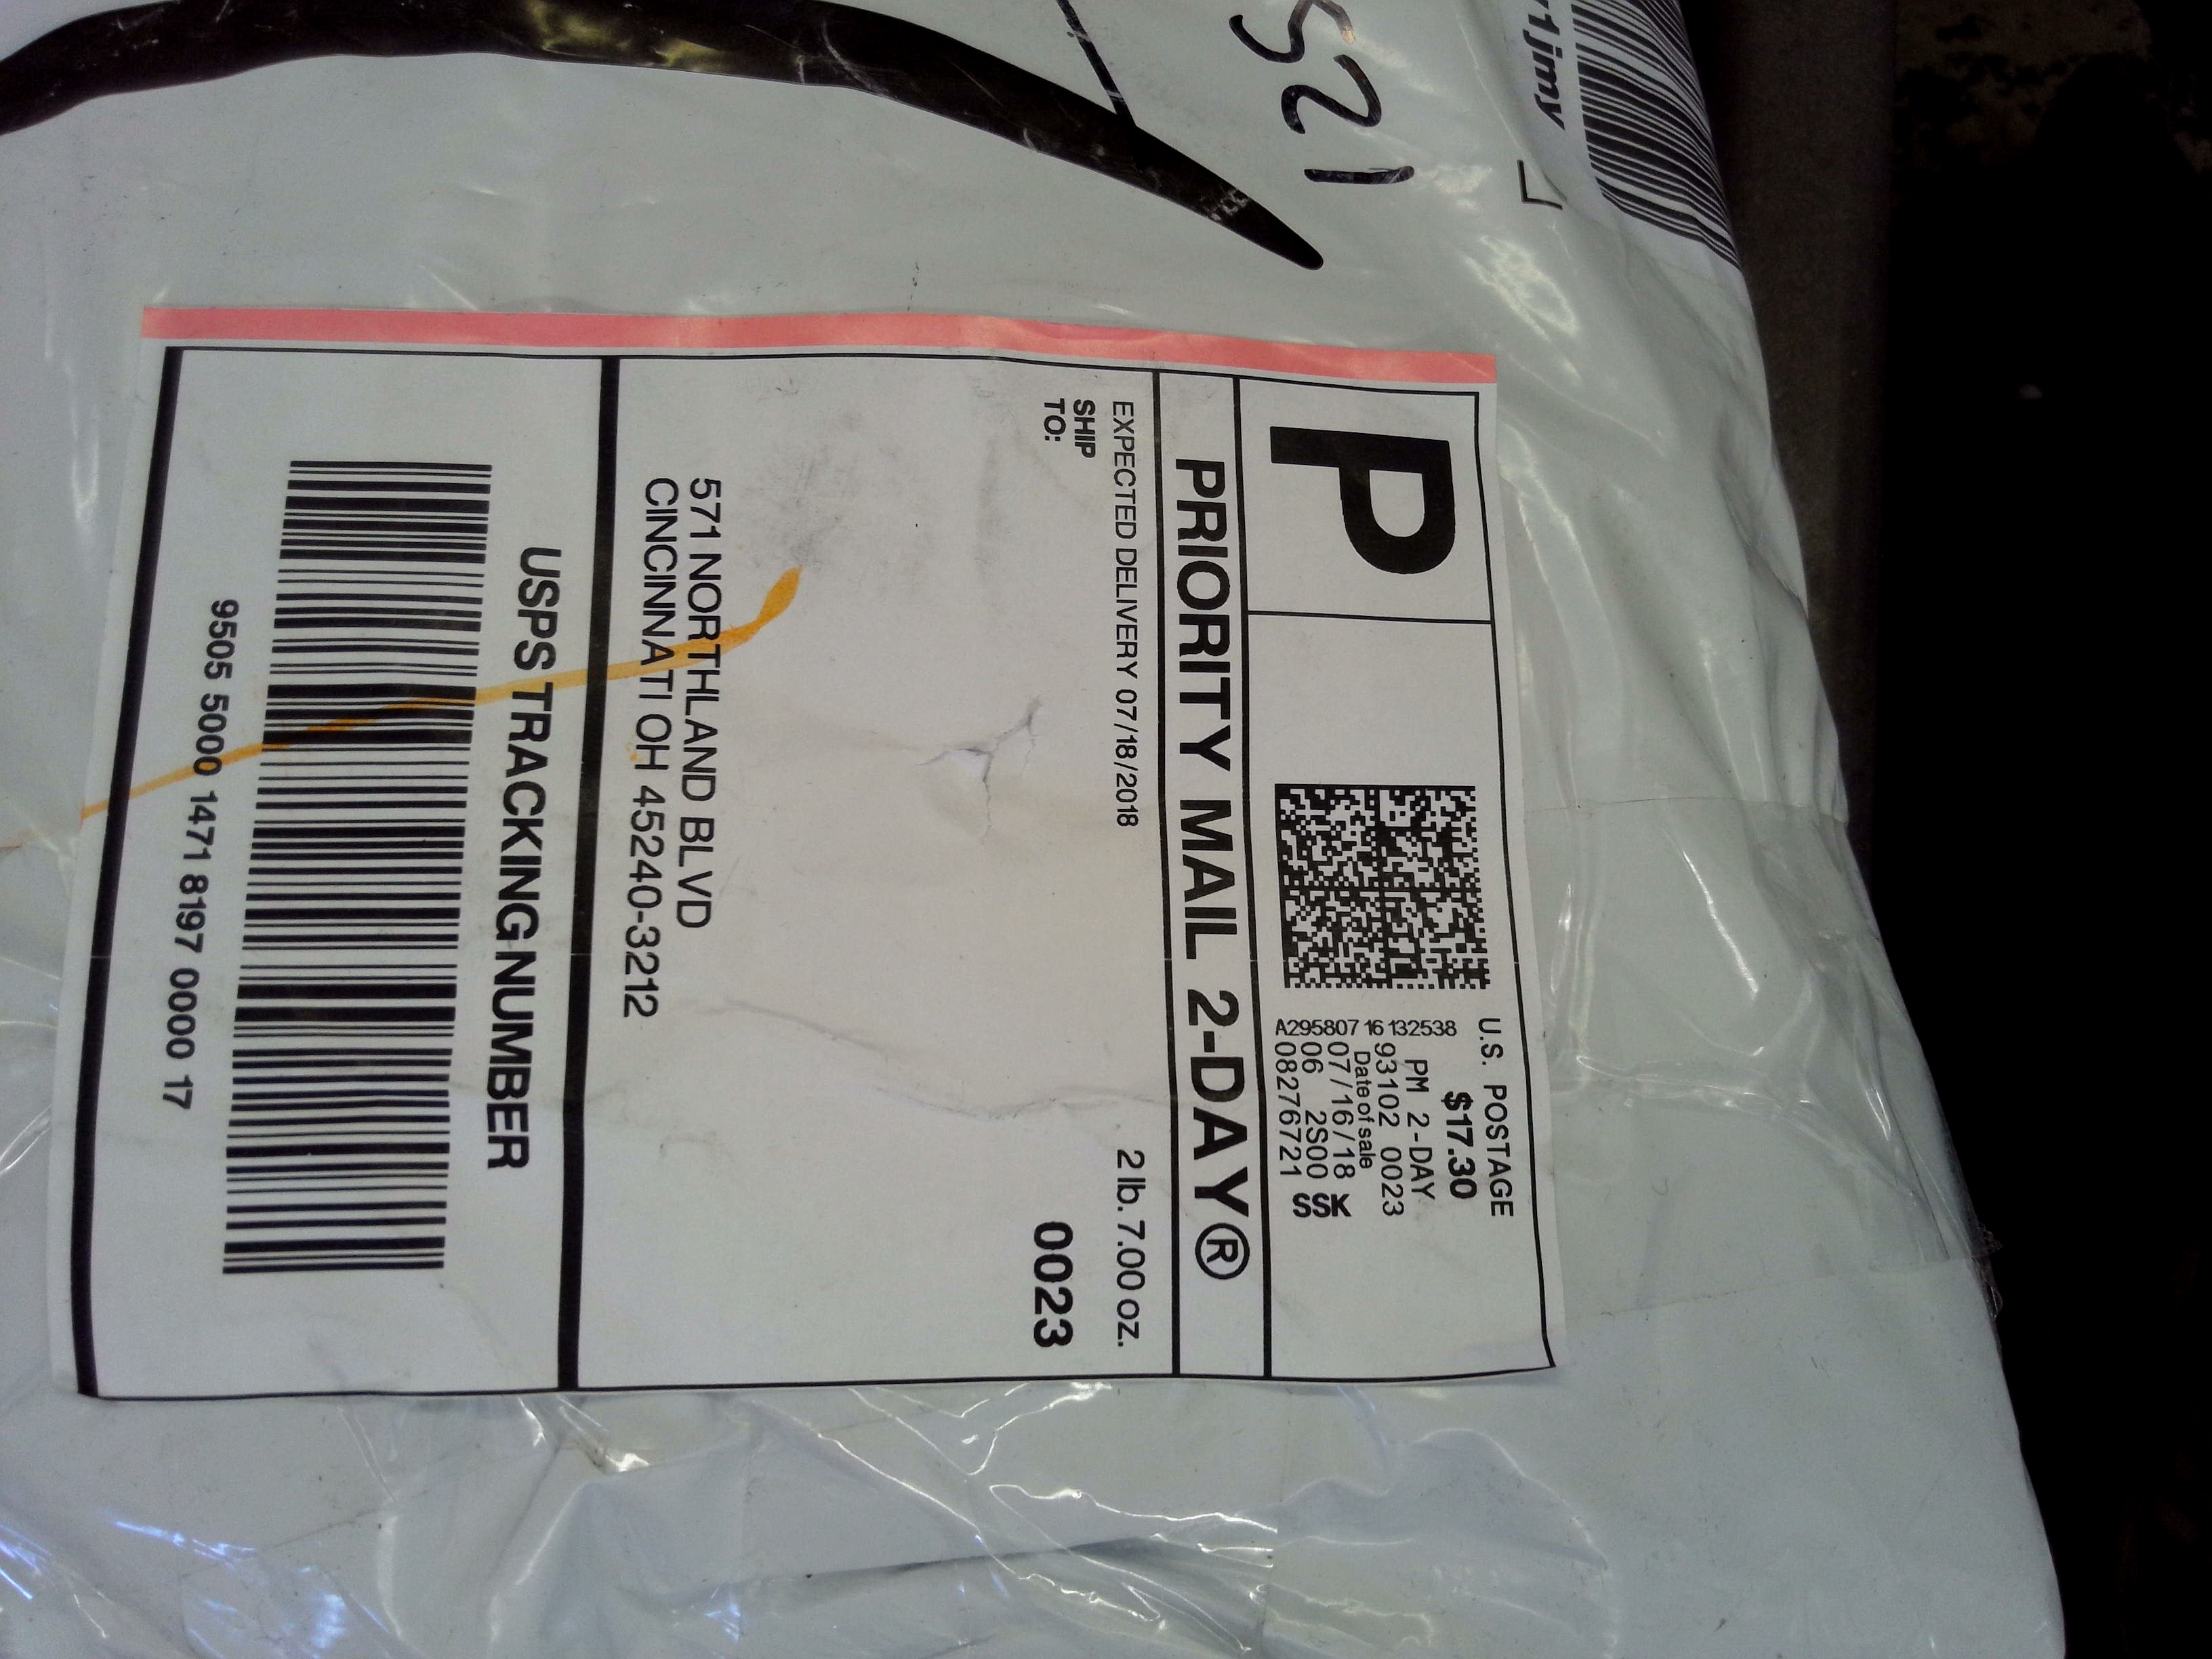 521
y1jmy
P
U.S. POSTAGE
$17.30
PM 2-DAY
93102 0023
Date of sale
07/16/18
06 2S00
08276721
SSK
A295807 16 132538
PRIORITY MAIL 2-DAY®
EXPECTED DELIVERY 07/18/2018
2 lb. 7.00 oz.
SHIP
TO:
0023
571 NORTHLAND BLVD
CINCINNATI OH 45240-3212
USPS TRACKING NUMBER
9505 5000 1471 8197 0000 17